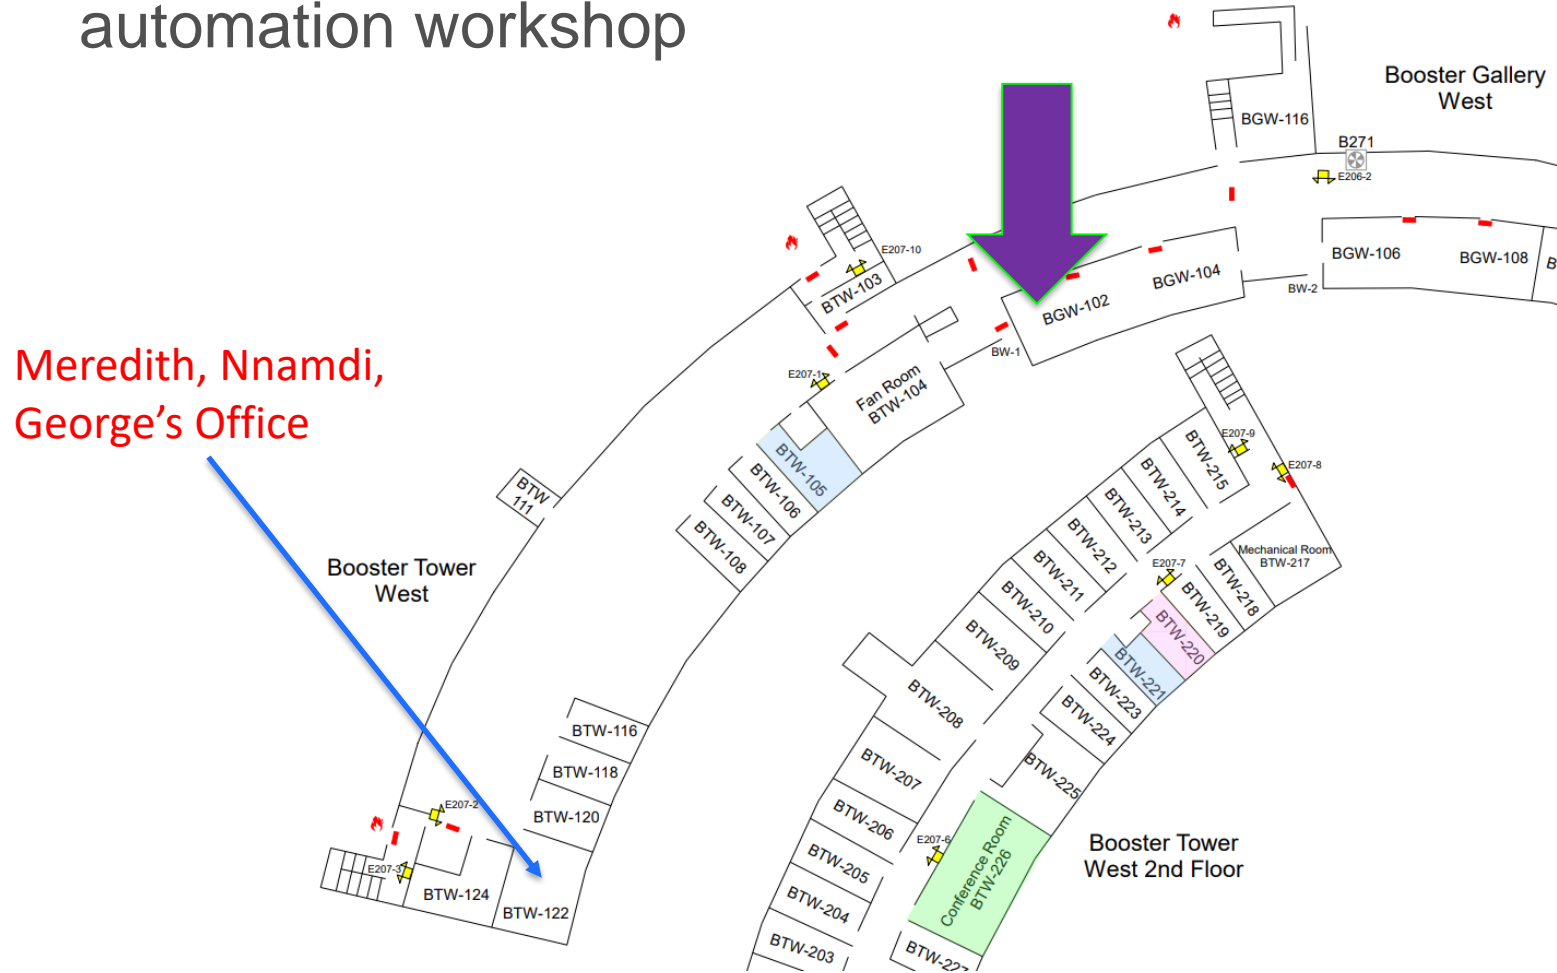 automation workshop
Booster Gallery
West
BGW-116
B271
E206-2
E207-10
BTW-103
BGW-106
BGW-108
B
BGW-104
BGW-102
BW-2
BW-1
Meredith, Nnamdi,
George’s Office
E207-1
Fan Room
BTW-104
BTW-105
BTW-106
BTW-107
BTW-108
BTW
111
Booster Tower
West
E207-9
E207-8
BTW-215
BTW-214
BTW-213
BTW-212
BTW-211
BTW-210
BTW-209
BTW-208
BTW-207
BTW-206
BTW-205
BTW-204
BTW-203
Mechanical Room
BTW-217
E207-7
BTW-218
BTW-219
BTW-220
BTW-221
BTW-223
BTW-224
BTW-225
E207-6
Conference Room
BTW-226
BTW-227
Booster Tower
West 2nd Floor
BTW-116
BTW-118
BTW-120
E207-2
E207-3
BTW-124
BTW-122